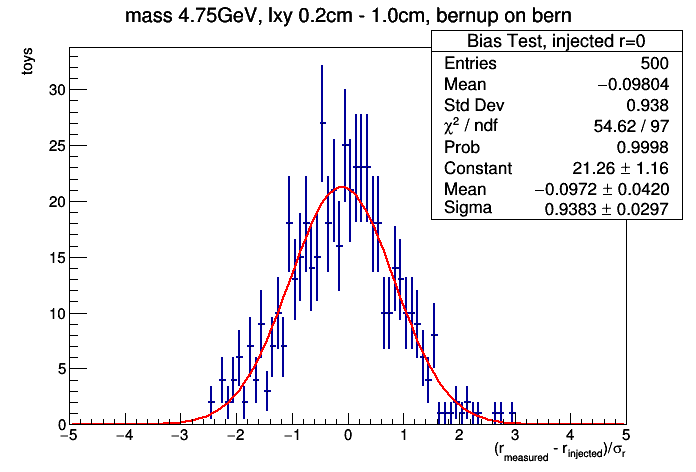 mass 4.75GeV, lxy 0.2cm - 1.0cm, bernup on bern
Bias Test, injected r=0
Entries 500
Mean −0.09804
Std Dev 0.938
χ² / ndf 54.62 / 97
Prob 0.9998
Constant 21.26 ± 1.16
Mean −0.0972 ± 0.0420
Sigma 0.9383 ± 0.0297
toys
30
25
20
15
10
5
0
−5 −4 −3 −2 −1 0 1 2 3 4 5
(r_measured - r_injected)/σ_r